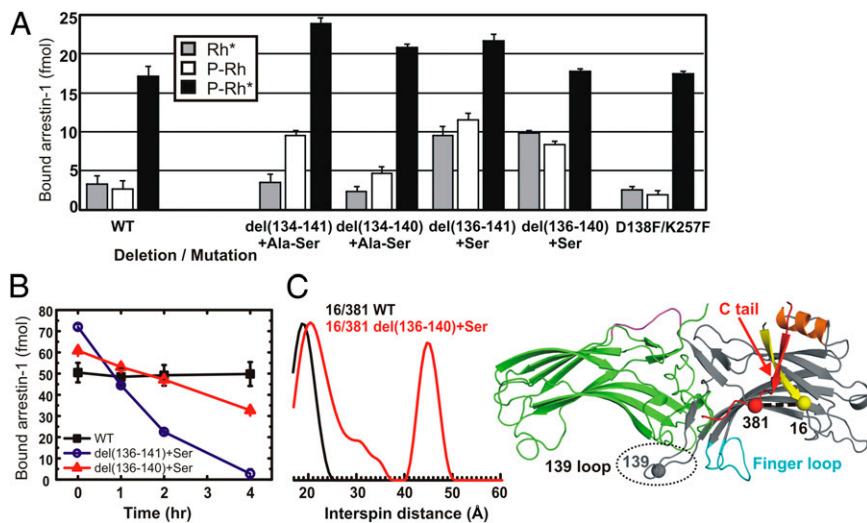 A
Bound arrestin-1 (fmol)
25
20
15
10
5
0
Rh*
P-Rh
P-Rh*
WT
del(134-141)
+Ala-Ser
del(134-140)
+Ala-Ser
del(136-141)
+Ser
del(136-140)
+Ser
D138F/K257F
Deletion / Mutation
B
Bound arrestin-1 (fmol)
80
70
60
50
40
30
20
10
0
WT
del(136-141)+Ser
del(136-140)+Ser
0
1
2
3
4
Time (hr)
C
16/381 WT
16/381 del(136-140)+Ser
20
30
40
50
60
Interspin distance (Å)
C tail
381
16
139 loop
139
Finger loop